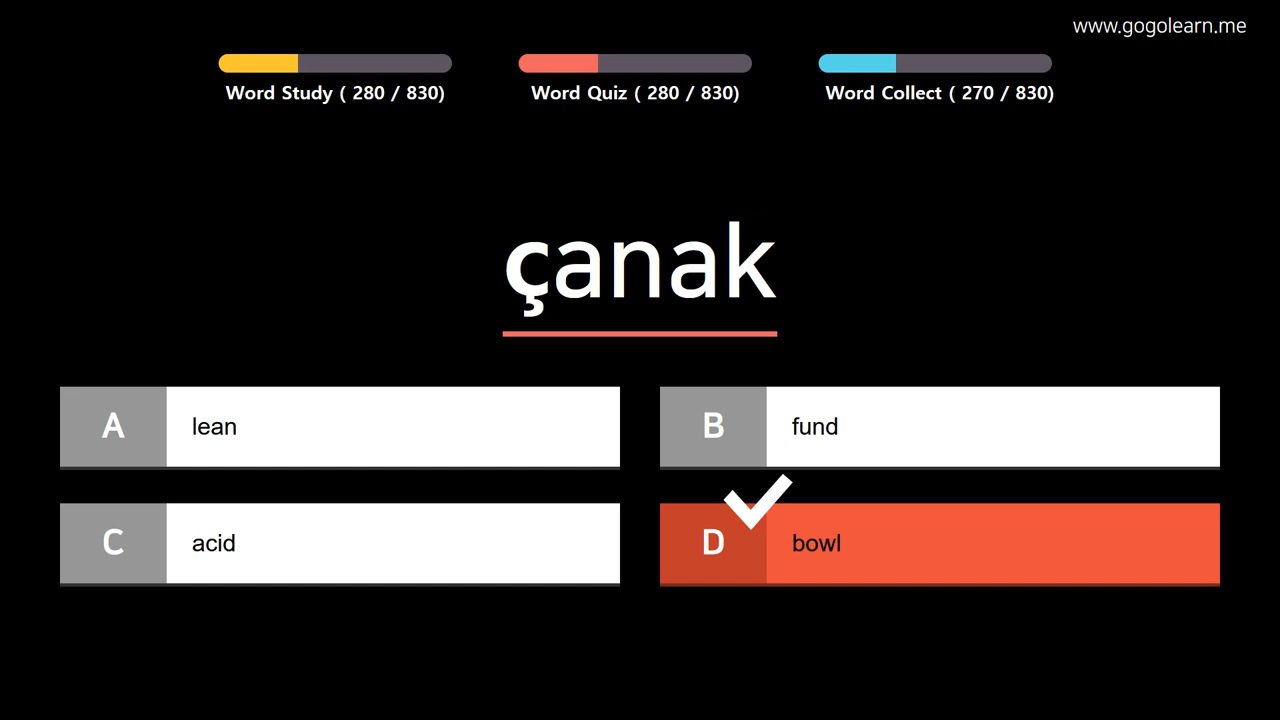 www.gogolearn.me
Word Study ( 280 / 830)
Word Quiz ( 280 / 830)
Word Collect ( 270 / 830)
çanak
A lean
B fund
C acid
D bowl